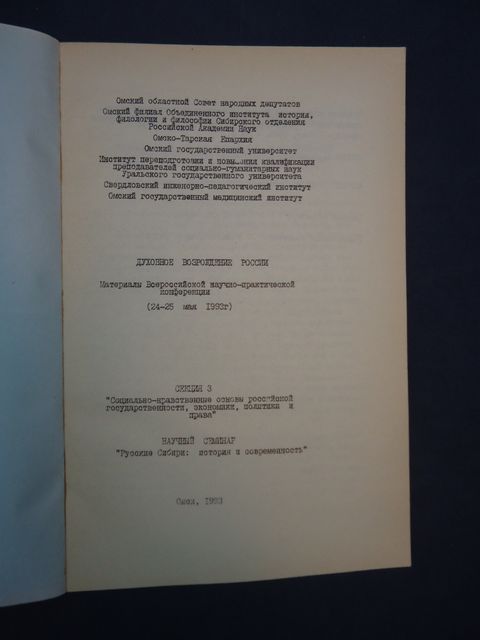 Омский областной Совет народных депутатов
Омский филиал Объединенного института истории,
филологии и философии Сибирского отделения
Российской Академии Наук
Омско-Тарская Епархия
Омский государственный университет
Институт переподготовки и повышения квалификации
преподавателей социально-гуманитарных наук
Уральского государственного университета
Свердловский инженерно-педагогический институт
Омский государственный медицинский институт
ДУХОВНОЕ ВОЗРОЖДЕНИЕ РОССИИ
Материалы Всероссийской научно-практической
конференции
(24-25 мая 1993г)
СЕКЦИЯ 3
"Социально-нравственные основы российской
государственности, экономики, политики и
права"
НАУЧНЫЙ СЕМИНАР
"Русские Сибири: история и современность"
Омск, 1993